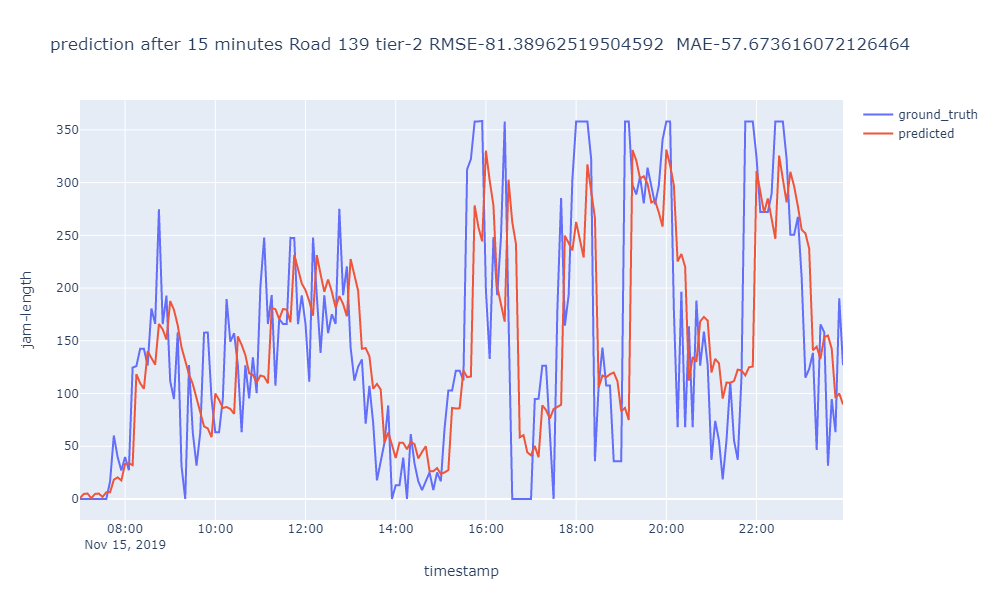 prediction after 15 minutes Road 139 tier-2 RMSE-81.38962519504592  MAE-57.673616072126464
ground_truth
predicted
350
300
250
200
150
100
50
0
jam-length
08:00 10:00 12:00 14:00 16:00 18:00 20:00 22:00
Nov 15, 2019
timestamp